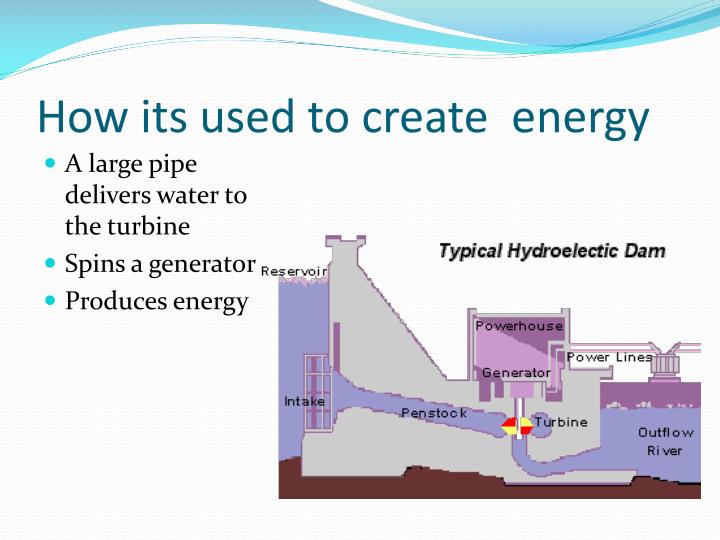 How its used to create  energy
A large pipe
delivers water to
the turbine
Spins a generator
Produces energy
Typical Hydroelectic Dam
Reservoir
Powerhouse
Power Lines
Generator
Intake
Penstock
Turbine
Outflow
River